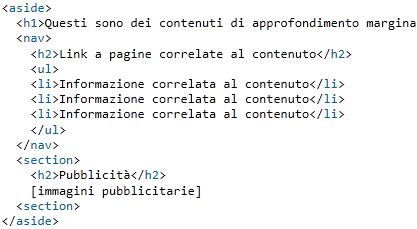 <aside>
<h1>Questi sono dei contenuti di approfondimento margina
<nav>
<h2>Link a pagine correlate al contenuto</h2>
<ul>
<li>Informazione correlata al contenuto</li>
<li>Informazione correlata al contenuto</li>
<li>Informazione correlata al contenuto</li>
</ul>
</nav>
<section>
<h2>Pubblicità</h2>
[immagini pubblicitarie]
<section>
</aside>